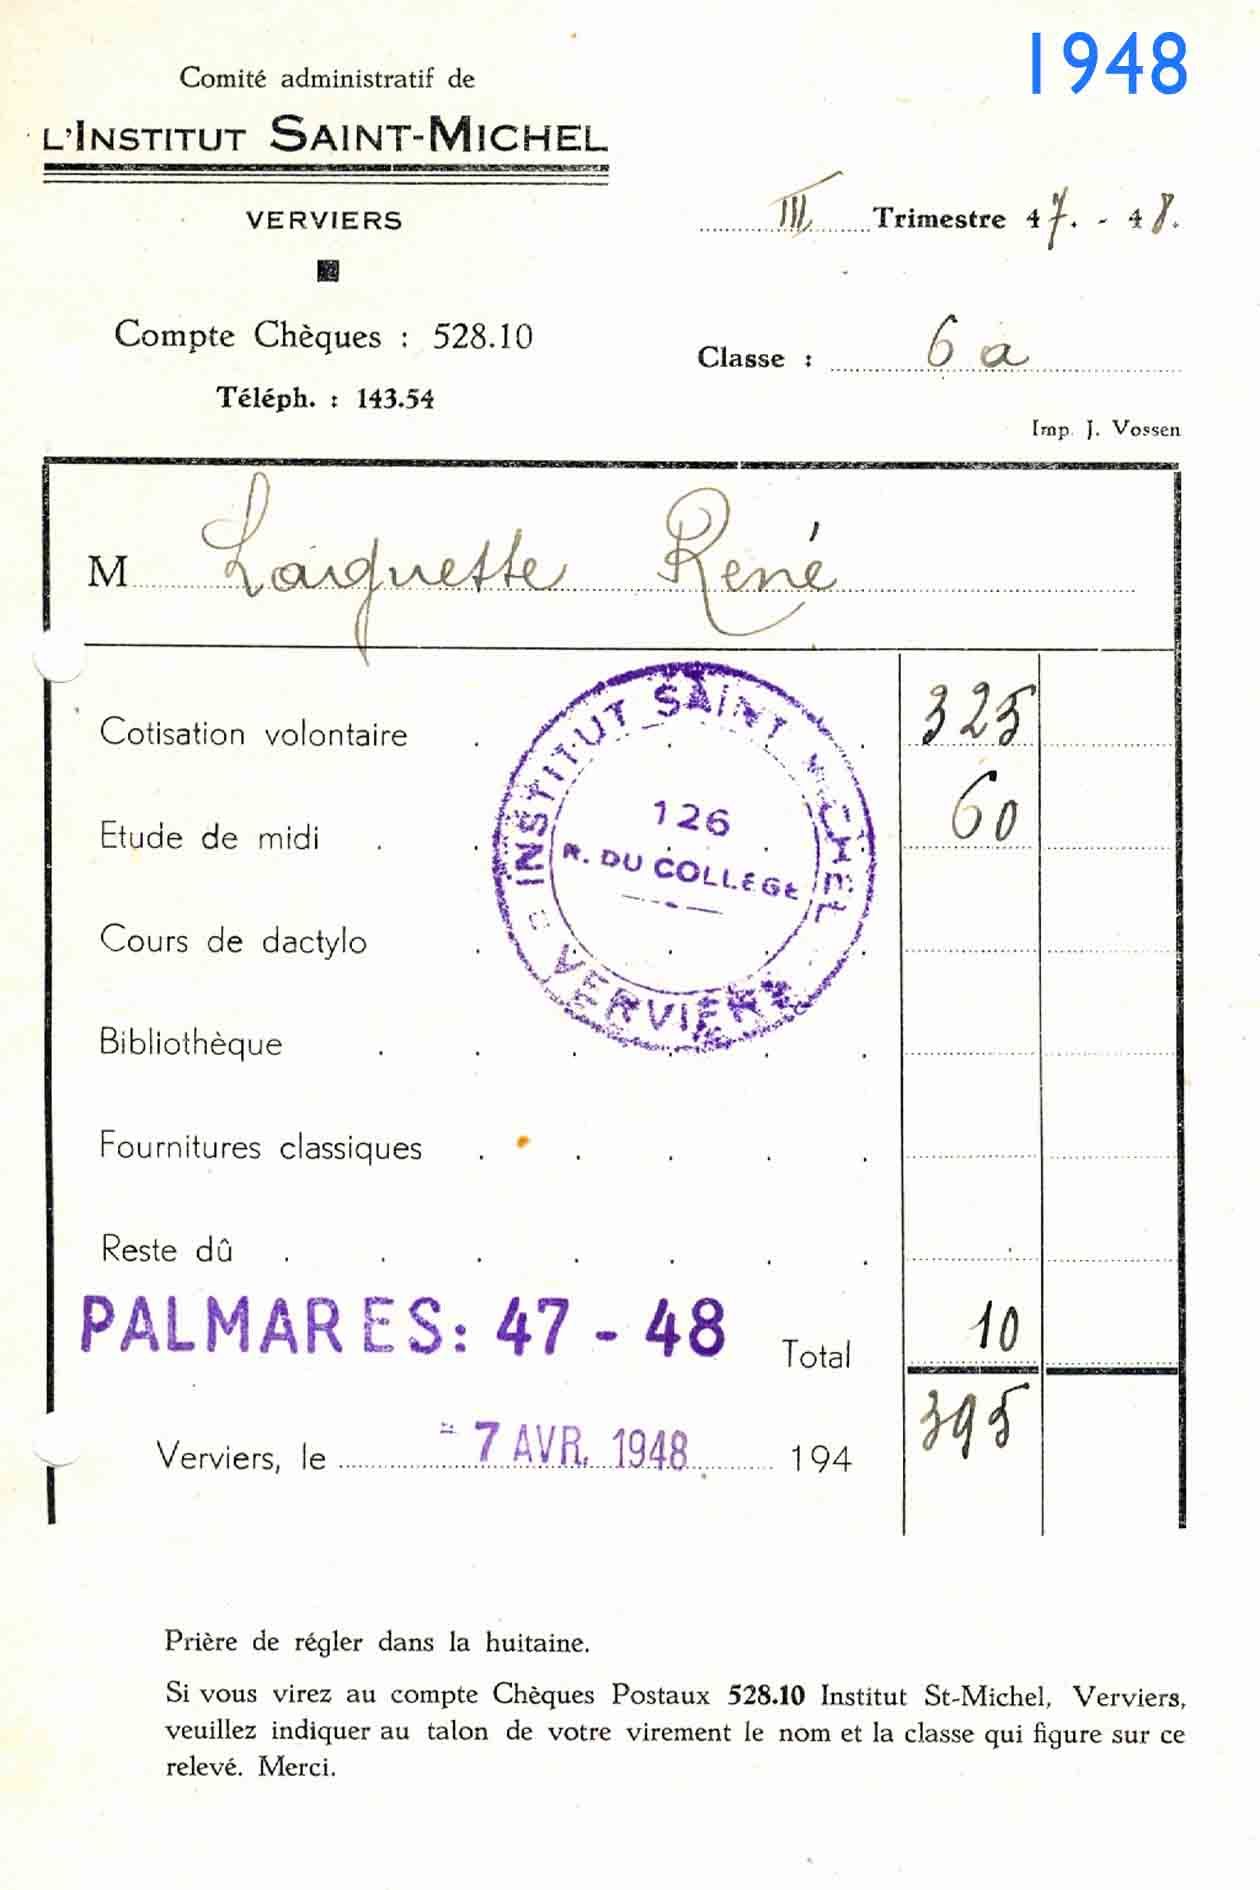 1948
Comité administratif de
L'INSTITUT SAINT-MICHEL
VERVIERS
III Trimestre 47. - 48.
Compte Chèques : 528.10
Classe : 6 a
Téléph. : 143.54
Imp. J. Vossen
M Laiguette René
Cotisation volontaire 325
Etude de midi 60
Cours de dactylo
Bibliothèque
Fournitures classiques
Reste dû
INSTITUT SAINT MICHEL
126
R. DU COLLÉGE
VERVIERS
PALMARES: 47 - 48
Total 10
395
Verviers, le - 7 AVR. 1948 194
Prière de régler dans la huitaine.
Si vous virez au compte Chèques Postaux 528.10 Institut St-Michel, Verviers,
veuillez indiquer au talon de votre virement le nom et la classe qui figure sur ce
relevé. Merci.